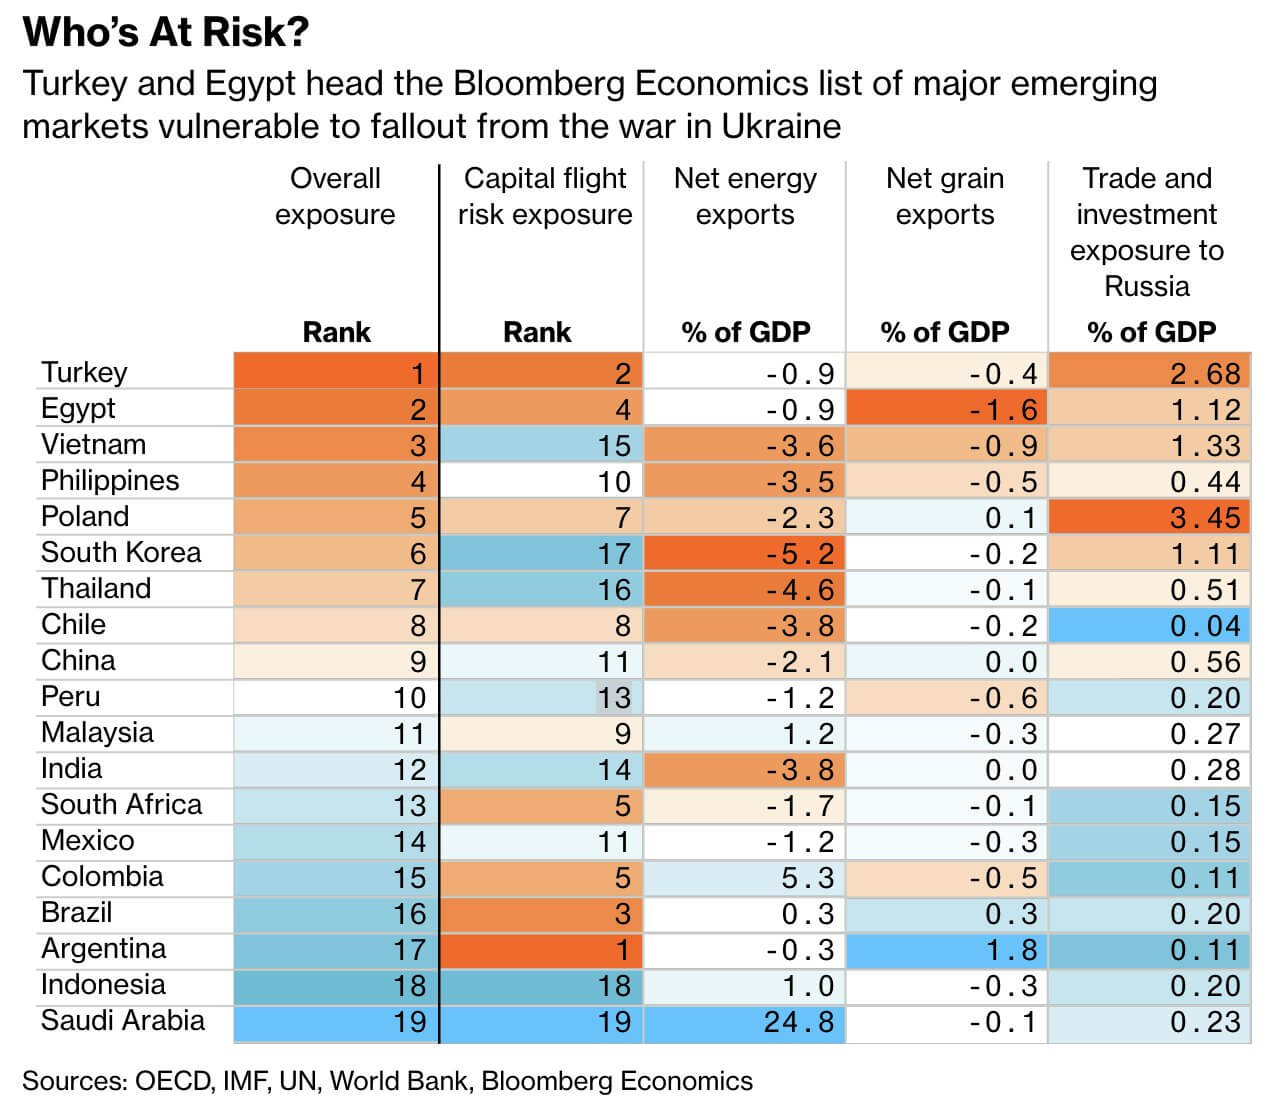 Who’s At Risk?
Turkey and Egypt head the Bloomberg Economics list of major emerging
markets vulnerable to fallout from the war in Ukraine
Overall exposure Capital flight risk exposure Net energy exports Net grain exports Trade and investment exposure to Russia
Rank Rank % of GDP % of GDP % of GDP
Turkey 1 2 -0.9 -0.4 2.68
Egypt 2 4 -0.9 -1.6 1.12
Vietnam 3 15 -3.6 -0.9 1.33
Philippines 4 10 -3.5 -0.5 0.44
Poland 5 7 -2.3 0.1 3.45
South Korea 6 17 -5.2 -0.2 1.11
Thailand 7 16 -4.6 -0.1 0.51
Chile 8 8 -3.8 -0.2 0.04
China 9 11 -2.1 0.0 0.56
Peru 10 13 -1.2 -0.6 0.20
Malaysia 11 9 1.2 -0.3 0.27
India 12 14 -3.8 0.0 0.28
South Africa 13 5 -1.7 -0.1 0.15
Mexico 14 11 -1.2 -0.3 0.15
Colombia 15 5 5.3 -0.5 0.11
Brazil 16 3 0.3 0.3 0.20
Argentina 17 1 -0.3 1.8 0.11
Indonesia 18 18 1.0 -0.3 0.20
Saudi Arabia 19 19 24.8 -0.1 0.23
Sources: OECD, IMF, UN, World Bank, Bloomberg Economics